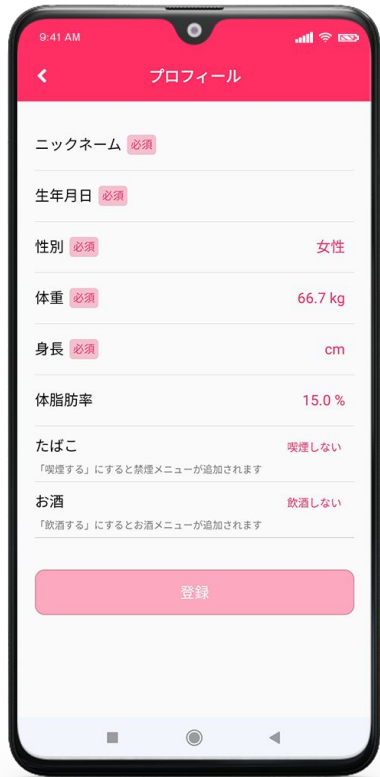 9:41 AM
プロフィール
ニックネーム 必須
生年月日 必須
性別 必須 女性
体重 必須 66.7 kg
身長 必須 cm
体脂肪率 15.0 %
たばこ 喫煙しない
「喫煙する」にすると禁煙メニューが追加されます
お酒 飲酒しない
「飲酒する」にするとお酒メニューが追加されます
登録